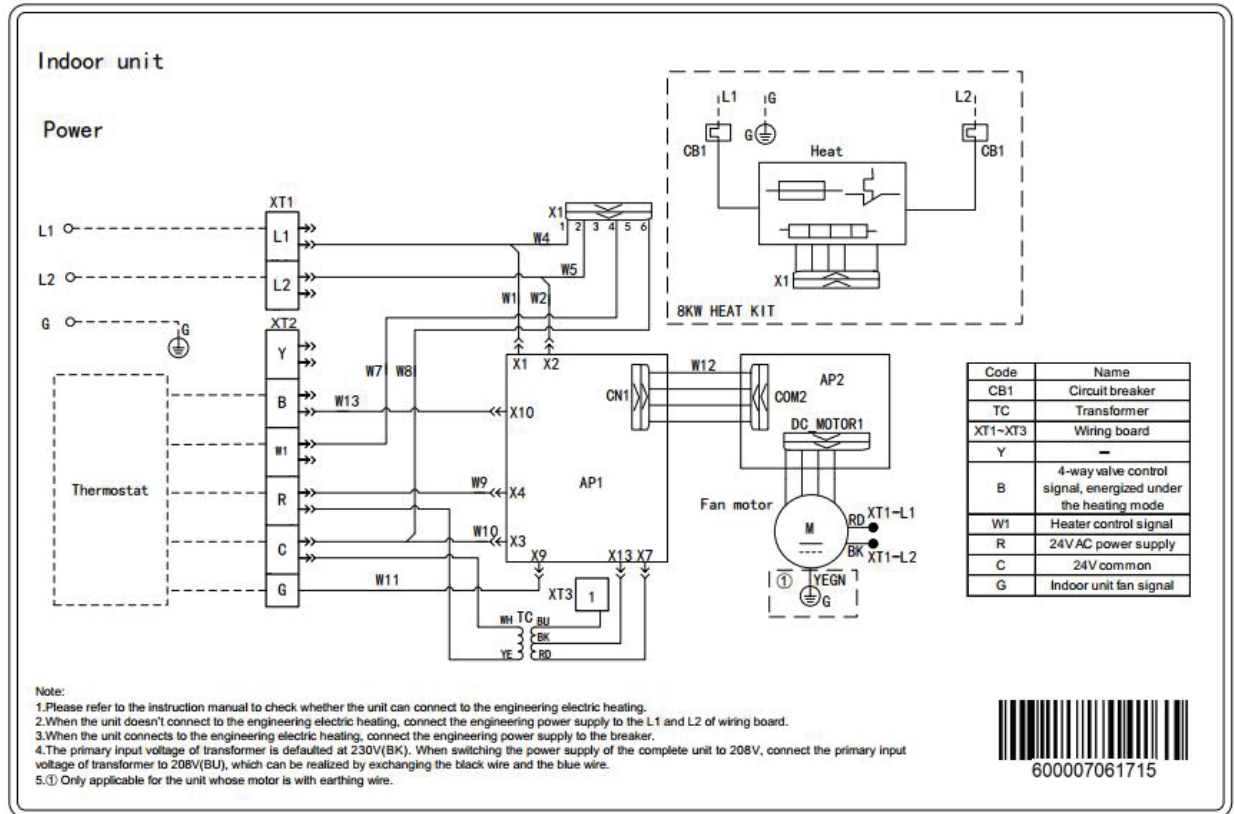 Indoor unit
Power
L1
L2
G
G
XT1
L1
L2
XT2
Y
B
W1
R
C
G
Thermostat
W13
W7
W8
W9
W10
W11
X1
1 2 3 4 5 6
W4
W5
W1
W2
X1 X2
X10
X4
X3
X9
X13 X7
AP1
CN1
W12
COM2
AP2
DC_MOTOR1
Fan motor
M
RD
XT1-L1
BK
XT1-L2
① YEGN
G
XT3
1
WH TC BU
BK
YE RD
L1
G
L2
CB1
G
CB1
Heat
X1
8KW HEAT KIT
Code Name
CB1 Circuit breaker
TC Transformer
XT1~XT3 Wiring board
Y —
B 4-way valve control
signal, energized under
the heating mode
W1 Heater control signal
R 24V AC power supply
C 24V common
G Indoor unit fan signal
Note:
1.Please refer to the instruction manual to check whether the unit can connect to the engineering electric heating.
2.When the unit doesn't connect to the engineering electric heating, connect the engineering power supply to the L1 and L2 of wiring board.
3.When the unit connects to the engineering electric heating, connect the engineering power supply to the breaker.
4.The primary input voltage of transformer is defaulted at 230V(BK). When switching the power supply of the complete unit to 208V, connect the primary input
voltage of transformer to 208V(BU), which can be realized by exchanging the black wire and the blue wire.
5.① Only applicable for the unit whose motor is with earthing wire.
600007061715